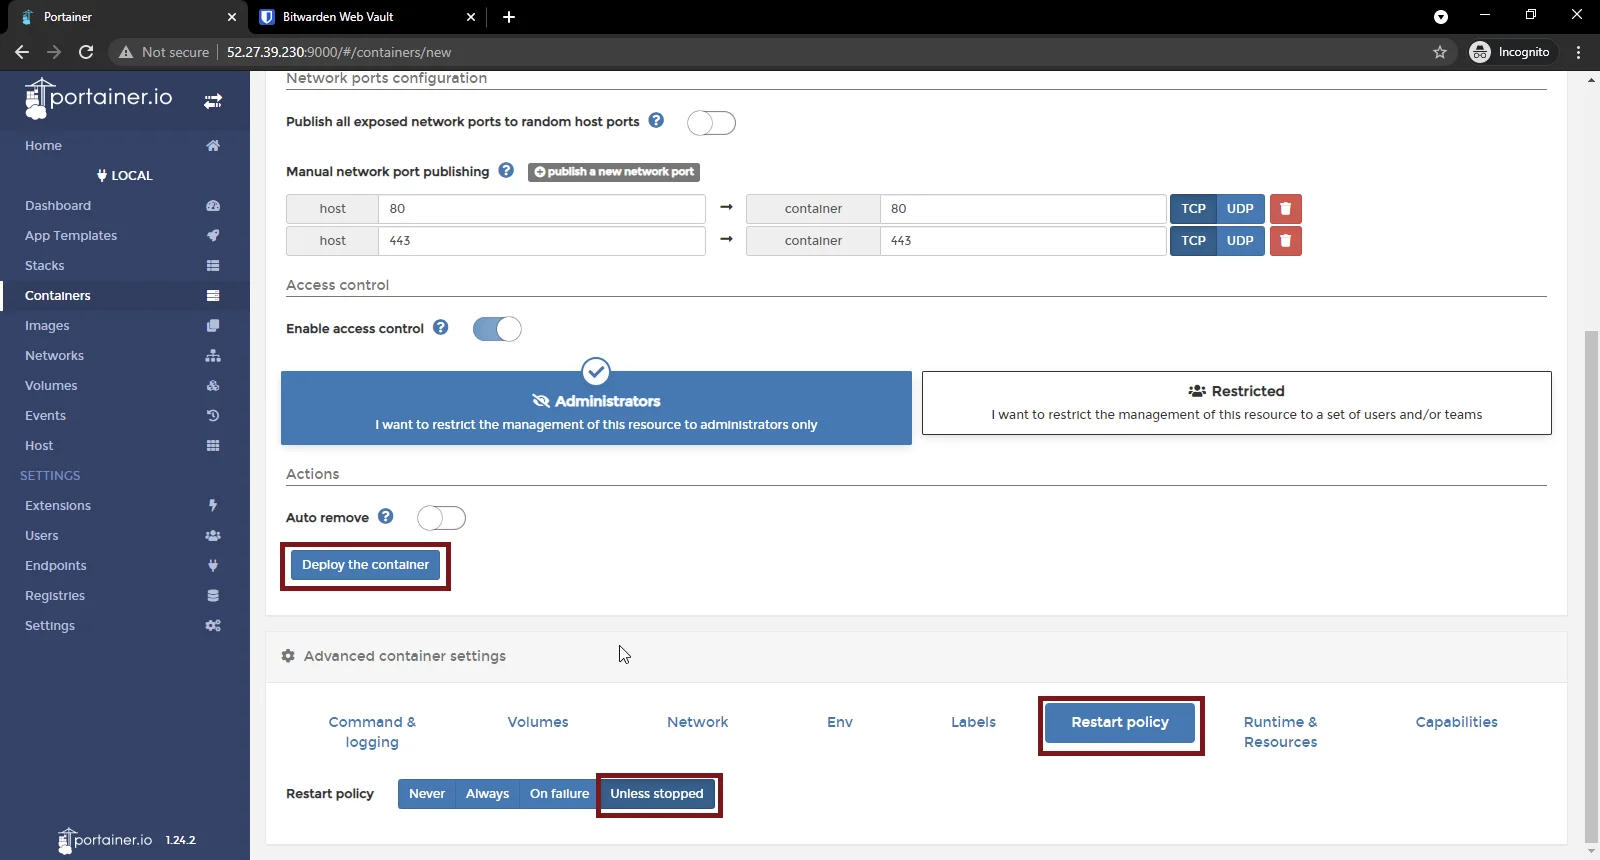 Portainer
Bitwarden Web Vault
Not secure
52.27.39.230:9000/#/containers/new
Incognito
portainer.io
Home
LOCAL
Dashboard
App Templates
Stacks
Containers
Images
Networks
Volumes
Events
Host
SETTINGS
Extensions
Users
Endpoints
Registries
Settings
portainer.io 1.24.2
Network ports configuration
Publish all exposed network ports to random host ports
Manual network port publishing publish a new network port
host 80 → container 80 TCP UDP
host 443 → container 443 TCP UDP
Access control
Enable access control
Administrators
I want to restrict the management of this resource to administrators only
Restricted
I want to restrict the management of this resource to a set of users and/or teams
Actions
Auto remove
Deploy the container
Advanced container settings
Command &
logging
Volumes
Network
Env
Labels
Restart policy
Runtime &
Resources
Capabilities
Restart policy Never Always On failure Unless stopped